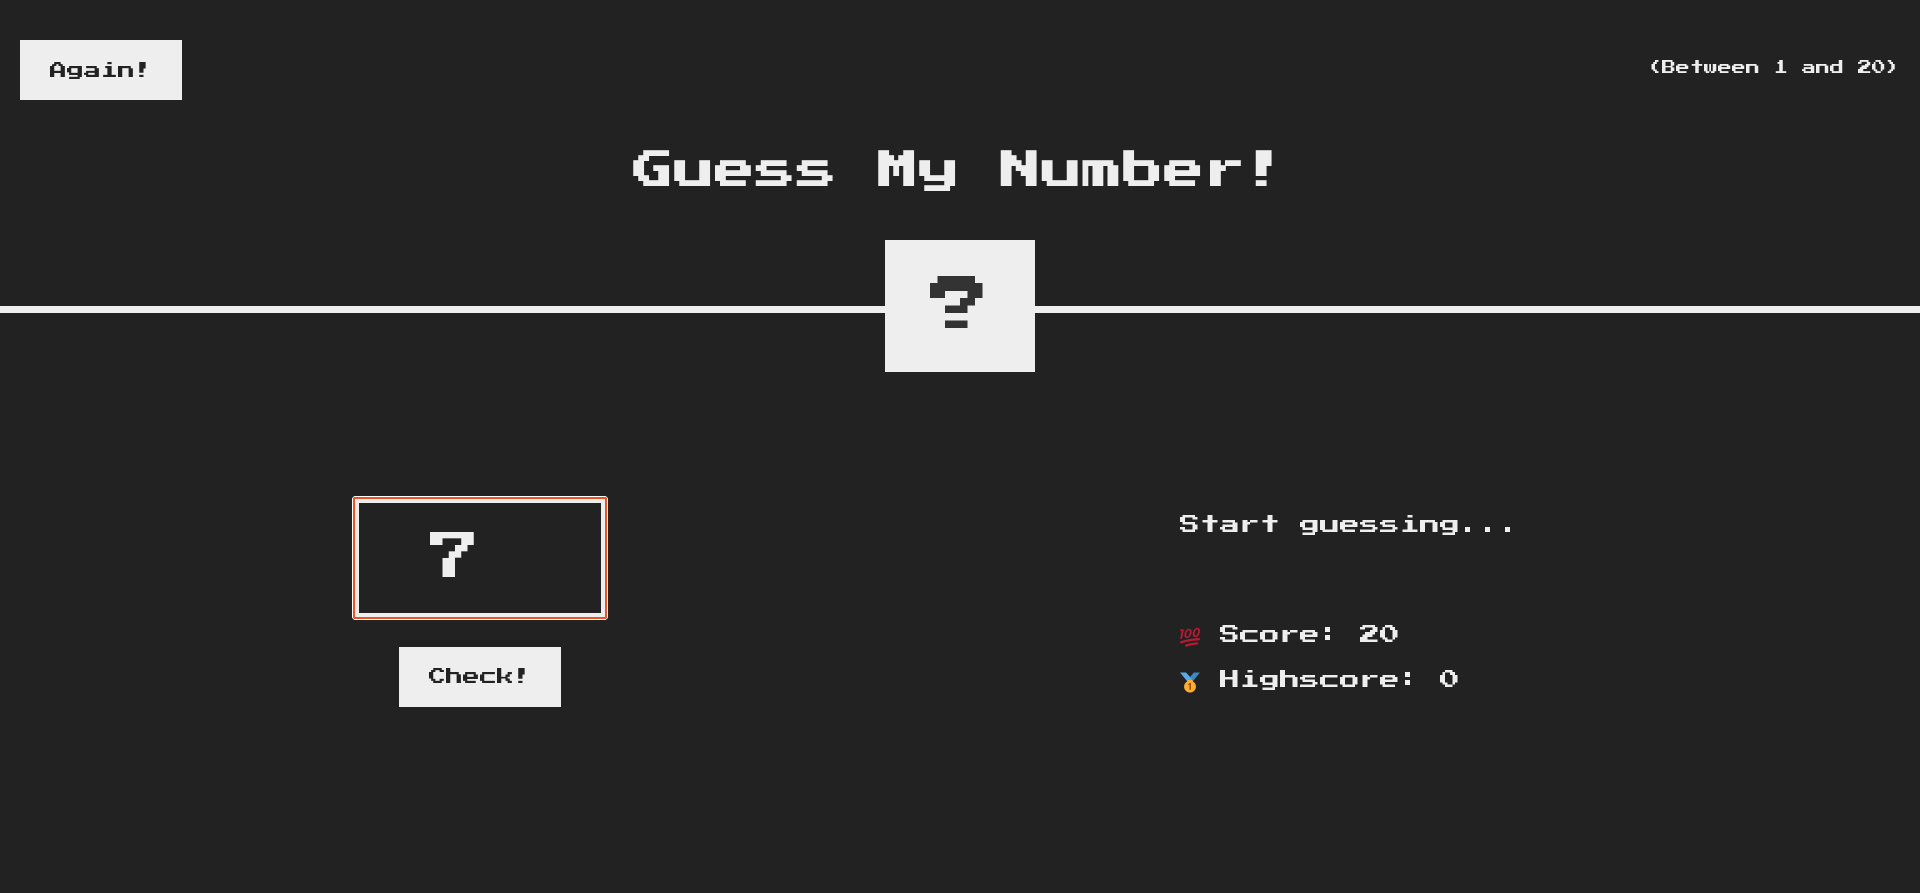 Again!
(Between 1 and 20)
Guess My Number!
?
7
Check!
Start guessing...
💯 Score: 20
🥇 Highscore: 0